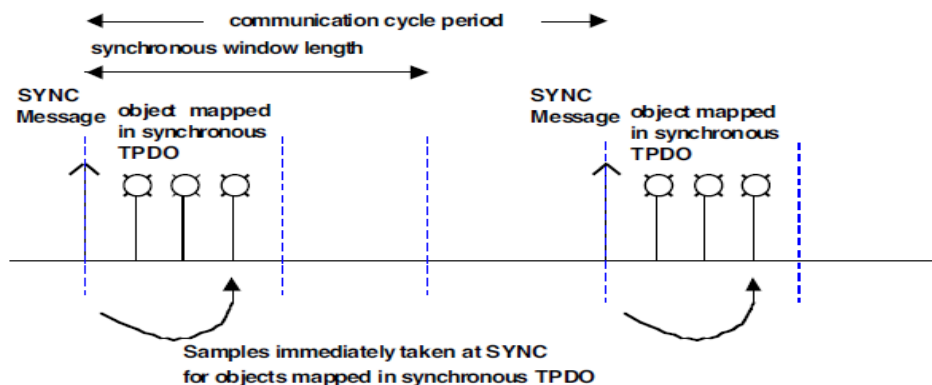 communication cycle period
synchronous window length
SYNC
Message
object mapped
in synchronous
TPDO
SYNC
Message
object mapped
in synchronous
TPDO
Samples immediately taken at SYNC
for objects mapped in synchronous TPDO